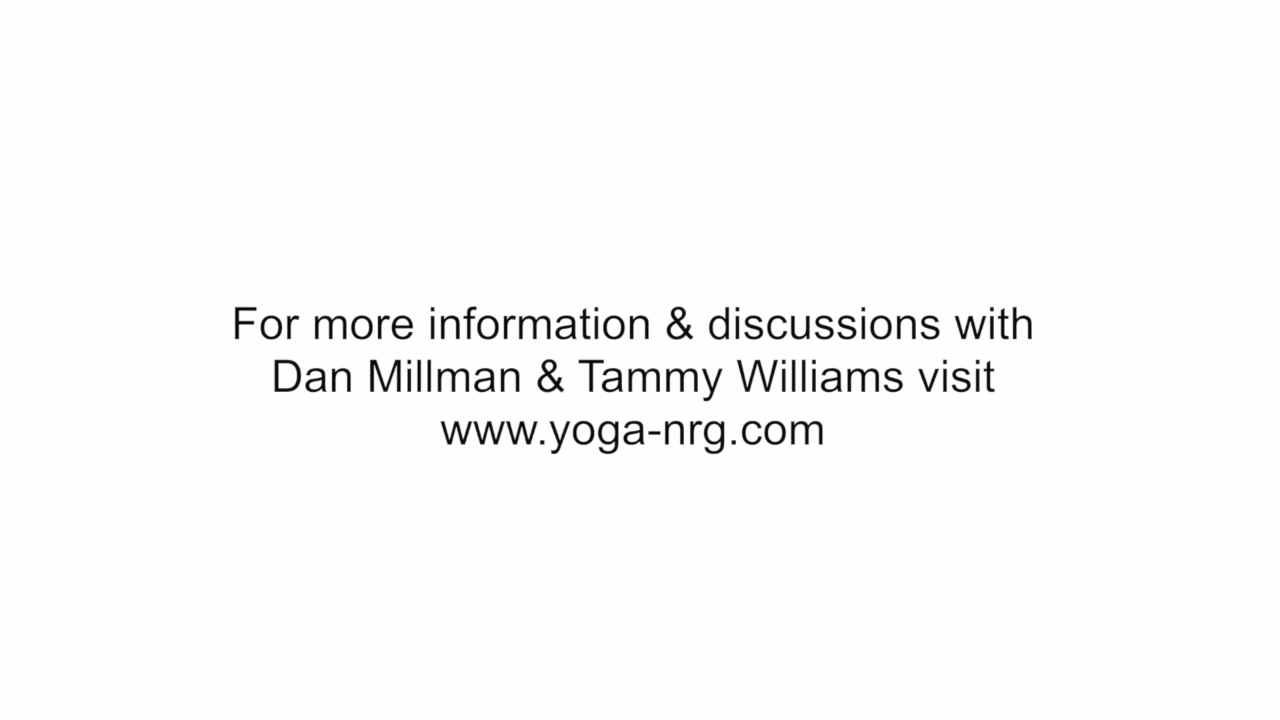 For more information & discussions with
Dan Millman & Tammy Williams visit
www.yoga-nrg.com